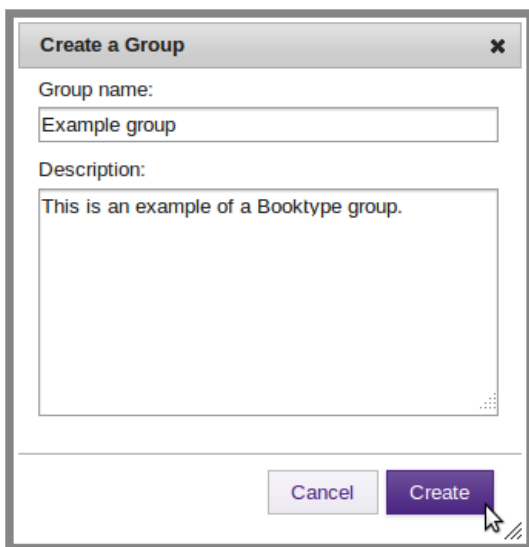 Create a Group
Group name:
Example group
Description:
This is an example of a Booktype group.
Cancel
Create